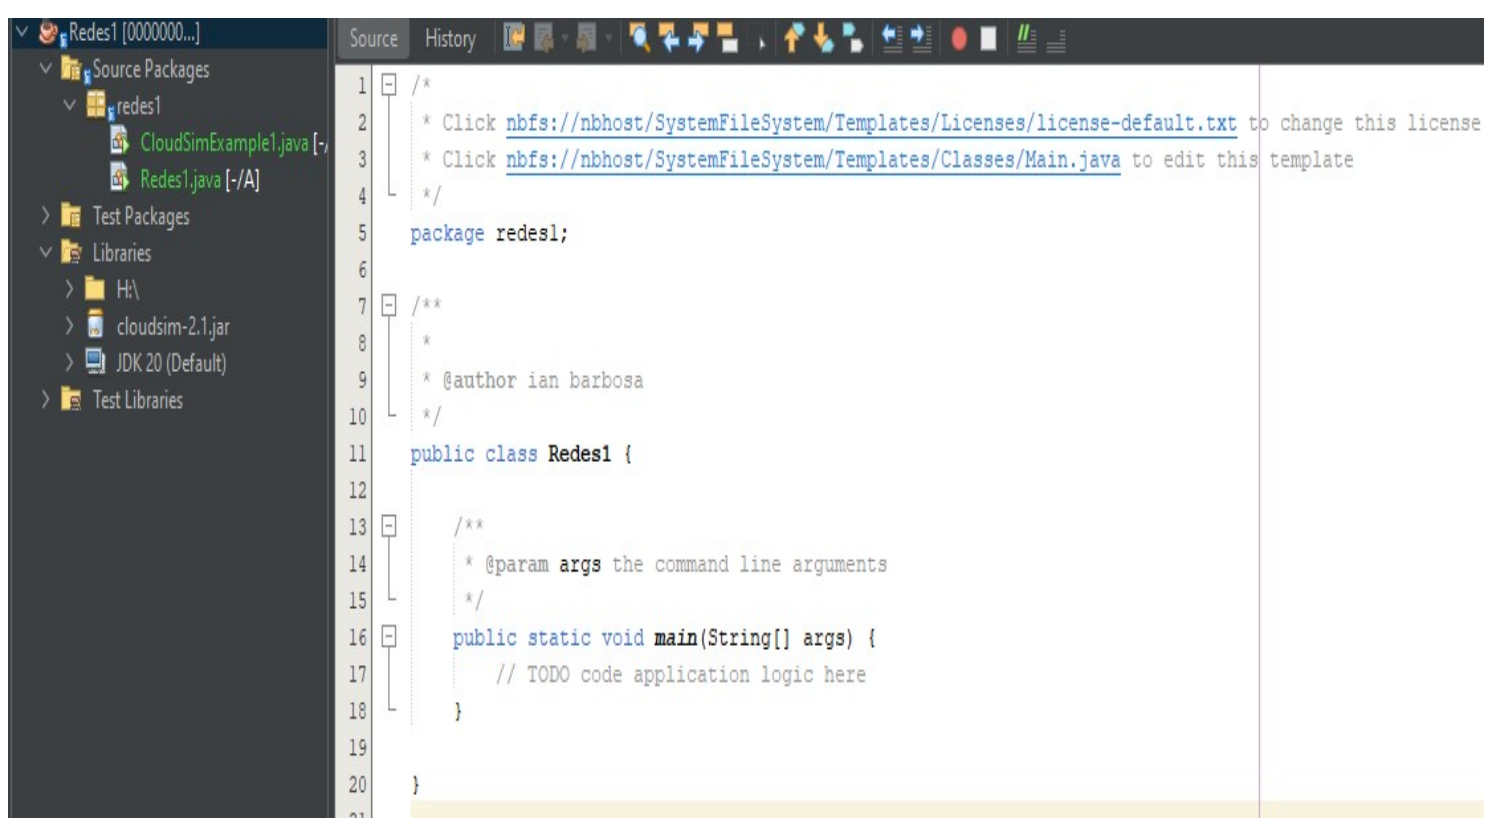 Redes1 [0000000...]
Source Packages
redes1
CloudSimExample1.java [-/
Redes1.java [-/A]
Test Packages
Libraries
H:\
cloudsim-2.1.jar
JDK 20 (Default)
Test Libraries
Source History
1 /*
2 * Click nbfs://nbhost/SystemFileSystem/Templates/Licenses/license-default.txt to change this license
3 * Click nbfs://nbhost/SystemFileSystem/Templates/Classes/Main.java to edit this template
4 */
5 package redes1;
6
7 /**
8 *
9 * @author ian barbosa
10 */
11 public class Redes1 {
12
13 /**
14 * @param args the command line arguments
15 */
16 public static void main(String[] args) {
17 // TODO code application logic here
18 }
19
20 }
21